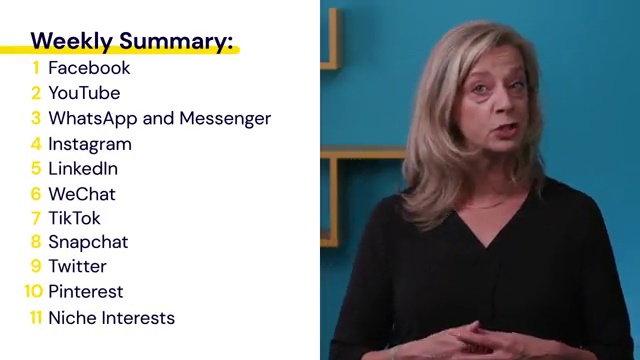 Weekly Summary:
1 Facebook
2 YouTube
3 WhatsApp and Messenger
4 Instagram
5 LinkedIn
6 WeChat
7 TikTok
8 Snapchat
9 Twitter
10 Pinterest
11 Niche Interests